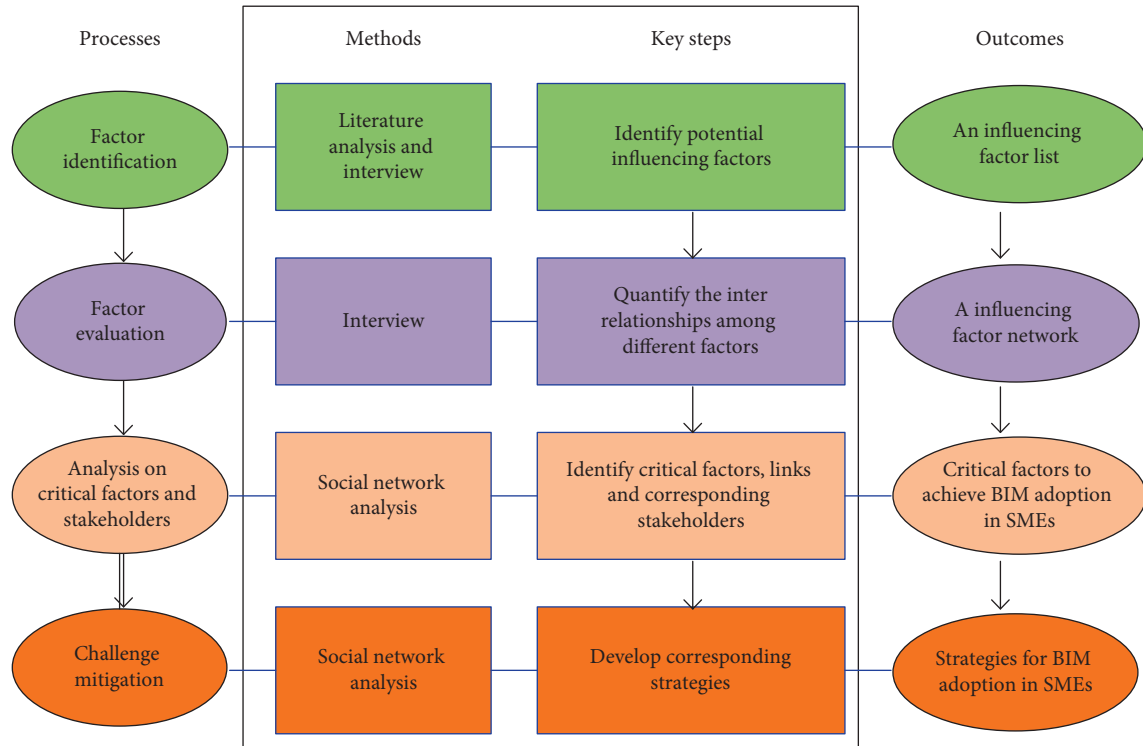 Processes
Methods
Key steps
Outcomes
Factor
identification
Literature
analysis and
interview
Identify potential
influencing factors
An influencing
factor list
Factor
evaluation
Interview
Quantify the inter
relationships among
different factors
A influencing
factor network
Analysis on
critical factors and
stakeholders
Social network
analysis
Identify critical factors, links
and corresponding
stakeholders
Critical factors to
achieve BIM adoption
in SMEs
Challenge
mitigation
Social network
analysis
Develop corresponding
strategies
Strategies for BIM
adoption in SMEs